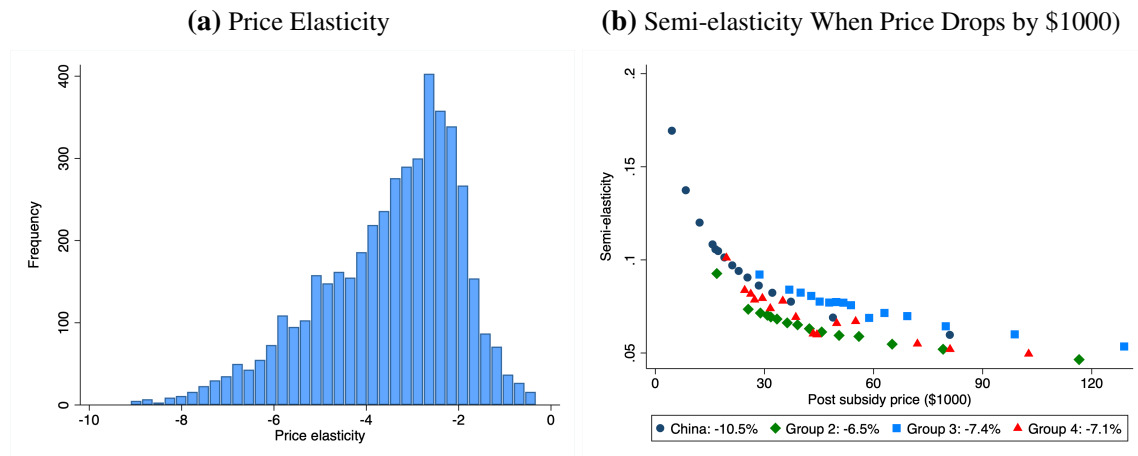 (a) Price Elasticity
400
300
200
100
0
Frequency
-10
-8
-6
-4
-2
0
Price elasticity
(b) Semi-elasticity When Price Drops by $1000)
.2
.15
.1
.05
Semi-elasticity
0
30
60
90
120
Post subsidy price ($1000)
China: -10.5% Group 2: -6.5% Group 3: -7.4% Group 4: -7.1%